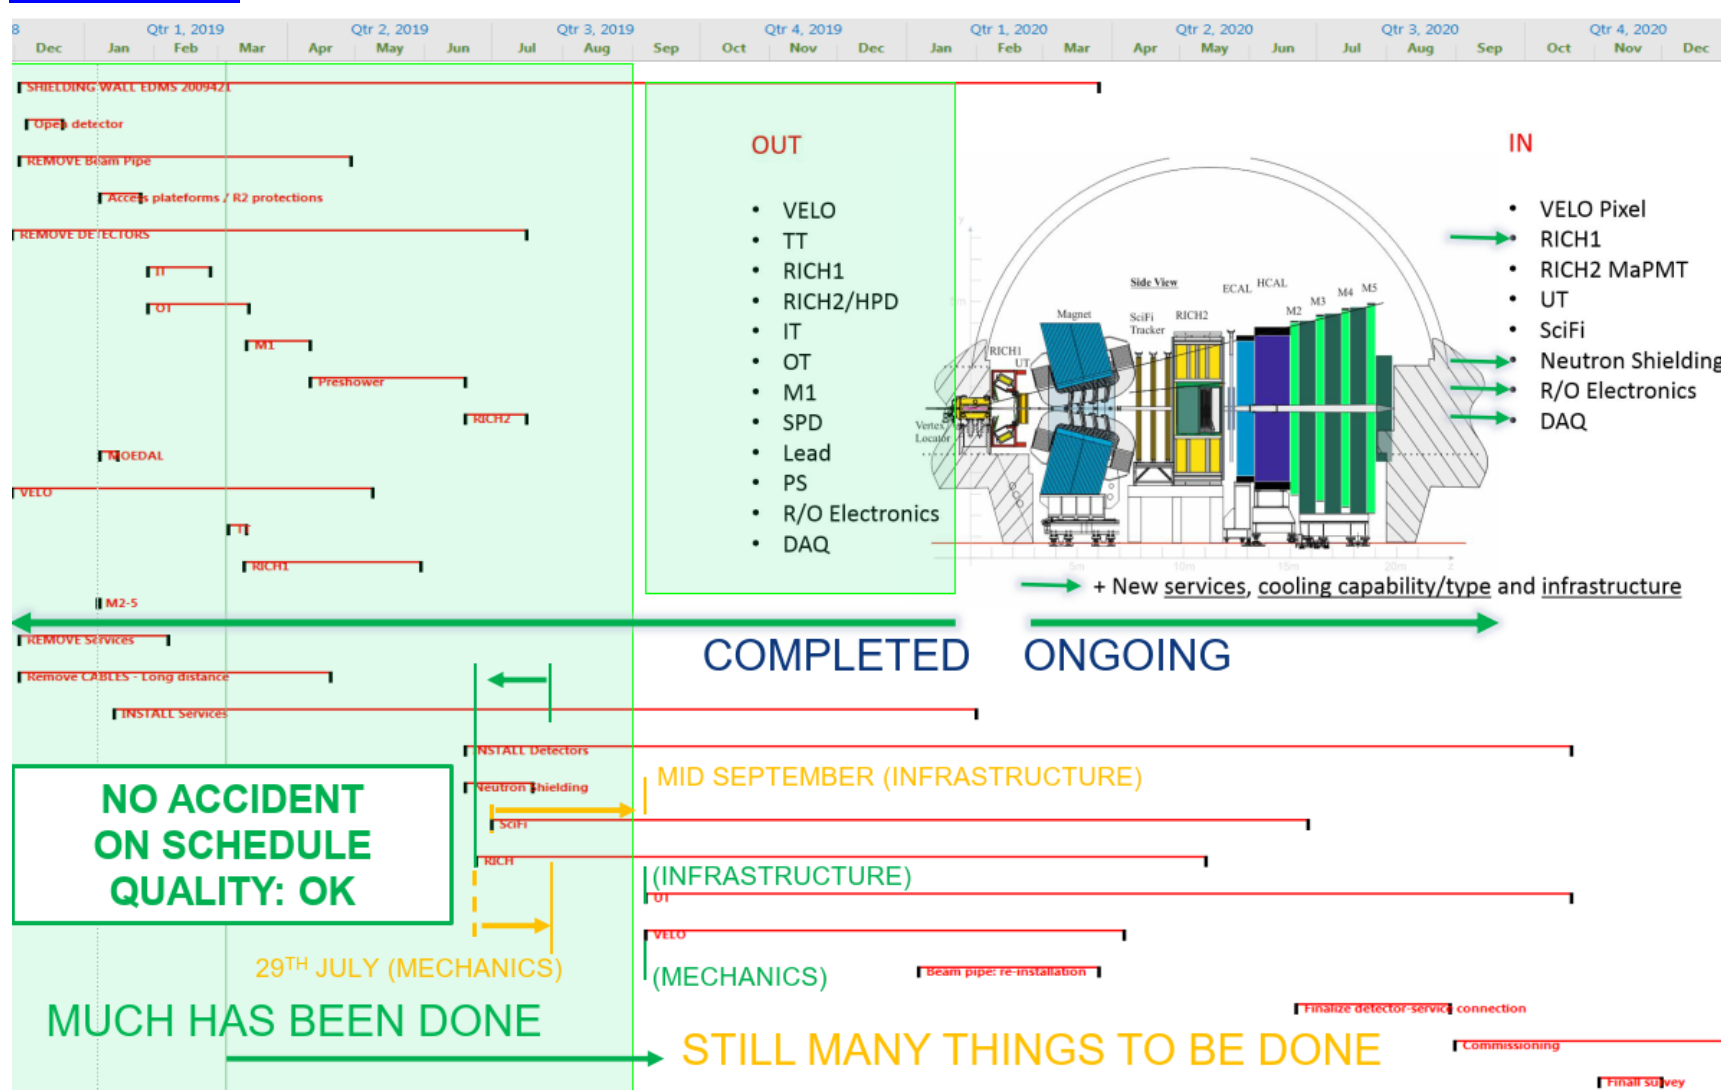 8
Qtr 1, 2019
Qtr 2, 2019
Qtr 3, 2019
Qtr 4, 2019
Qtr 1, 2020
Qtr 2, 2020
Qtr 3, 2020
Qtr 4, 2020
Dec Jan Feb Mar Apr May Jun Jul Aug Sep Oct Nov Dec Jan Feb Mar Apr May Jun Jul Aug Sep Oct Nov Dec
SHIELDING WALL EDMS 2009421
Open detector
REMOVE Beam Pipe
Access plateforms / R2 protections
REMOVE DETECTORS
IT
OT
M1
Preshower
RICH2
MOEDAL
VELO
TT
RICH1
M2-5
REMOVE Services
Remove CABLES - Long distance
INSTALL Services
INSTALL Detectors
Neutron Shielding
SciFi
RICH
UT
VELO
Beam pipe: re-installation
Finalize detector-service connection
Commissioning
Finall survey
OUT
• VELO
• TT
• RICH1
• RICH2/HPD
• IT
• OT
• M1
• SPD
• Lead
• PS
• R/O Electronics
• DAQ
y
5m
Side View
ECAL HCAL
M2 M3 M4 M5
Magnet
SciFi
Tracker
RICH2
RICH1
UT
Vertex
Locator
5m
10m
15m
20m
z
IN
• VELO Pixel
• RICH1
• RICH2 MaPMT
• UT
• SciFi
• Neutron Shielding
• R/O Electronics
• DAQ
+ New services, cooling capability/type and infrastructure
COMPLETED
ONGOING
NO ACCIDENT
ON SCHEDULE
QUALITY: OK
MID SEPTEMBER (INFRASTRUCTURE)
(INFRASTRUCTURE)
29TH JULY (MECHANICS)
(MECHANICS)
MUCH HAS BEEN DONE
STILL MANY THINGS TO BE DONE